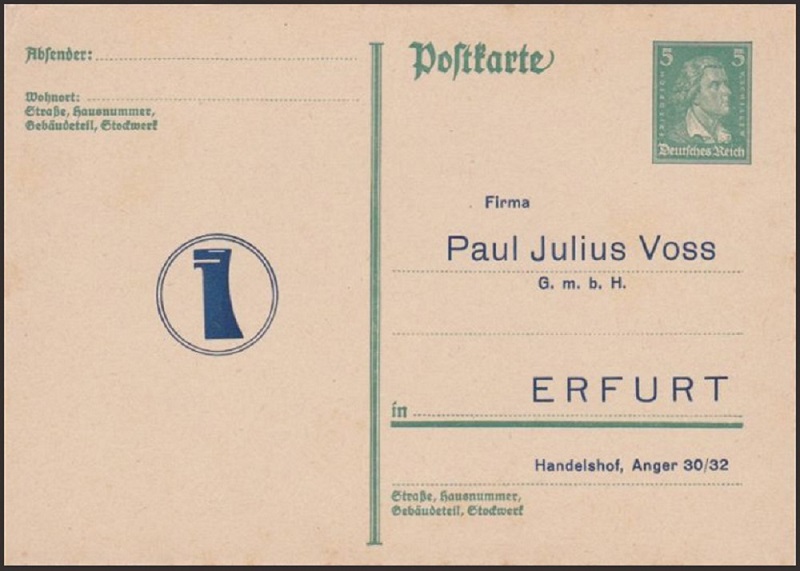 Absender:
Wohnort:
Straße, Hausnummer,
Gebäudeteil, Stockwerk
Postkarte
5 5
FRIEDRICH
Deutsches Reich
Firma
Paul Julius Voss
G. m. b. H.
in ERFURT
Handelshof, Anger 30/32
Straße, Hausnummer,
Gebäudeteil, Stockwerk